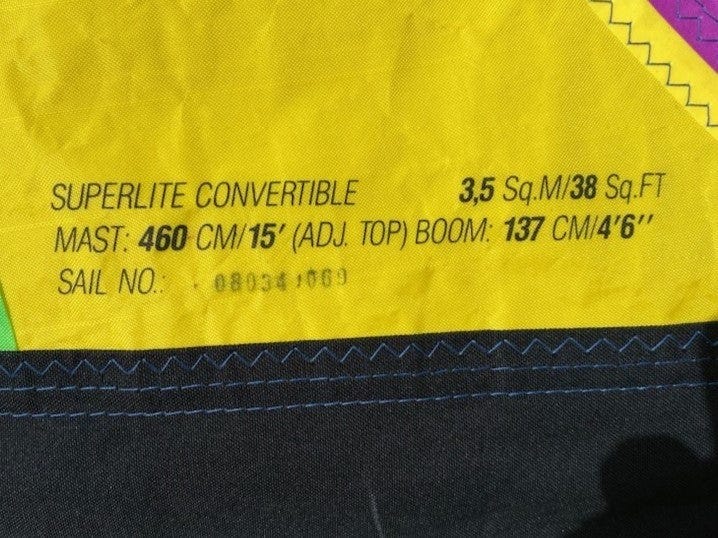 SUPERLITE CONVERTIBLE 3,5 Sq.M/38 Sq.FT
MAST: 460 CM/15' (ADJ. TOP) BOOM: 137 CM/4'6''
SAIL NO.: